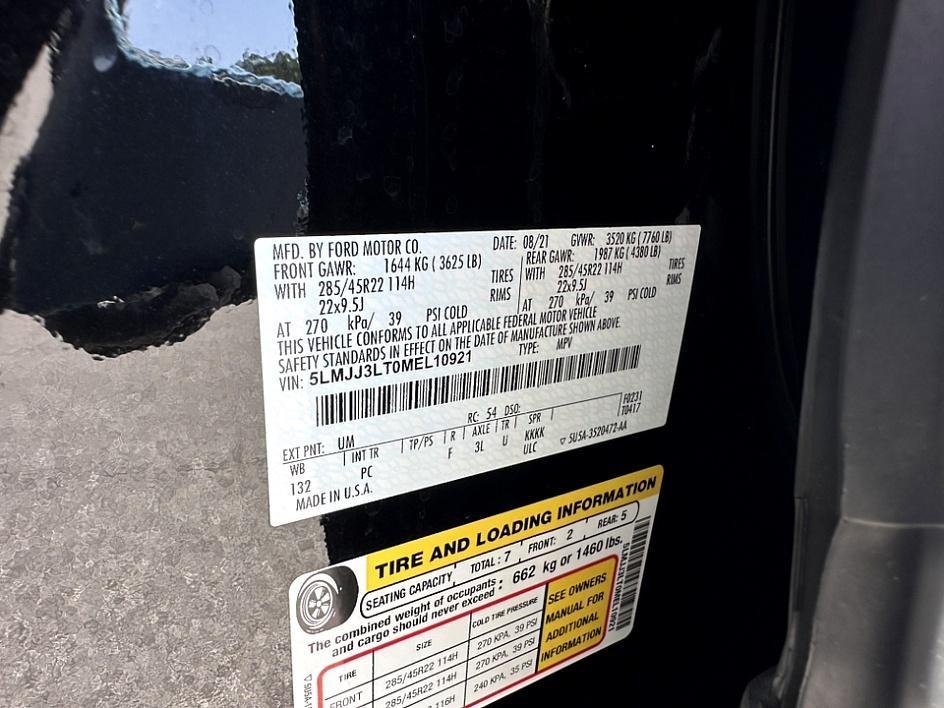 MFD. BY FORD MOTOR CO. DATE: 08/21 GVWR: 3520 KG ( 7760 LB)
FRONT GAWR: 1644 KG ( 3625 LB) REAR GAWR: 1987 KG ( 4380 LB)
WITH 285/45R22 114H TIRES WITH 285/45R22 114H TIRES
22x9.5J RIMS 22x9.5J RIMS
AT 270 kPa/ 39 PSI COLD AT 270 kPa/ 39 PSI COLD
THIS VEHICLE CONFORMS TO ALL APPLICABLE FEDERAL MOTOR VEHICLE
SAFETY STANDARDS IN EFFECT ON THE DATE OF MANUFACTURE SHOWN ABOVE.
VIN: 5LMJJ3LT0MEL10921 TYPE: MPV
F0231
T0417
EXT PNT: UM RC: 54 DSO:
WB INT TR TP/PS R AXLE TR SPR
132 PC F 3L U KKKK
ULC 5U5A-3520472-AA
MADE IN U.S.A.
TIRE AND LOADING INFORMATION
SEATING CAPACITY TOTAL : 7 FRONT: 2 REAR: 5
The combined weight of occupants
and cargo should never exceed : 662 kg or 1460 lbs.
TIRE SIZE COLD TIRE PRESSURE
FRONT 285/45R22 114H 270 KPA, 39 PSI
285/45R22 114H 270 KPA, 39 PSI
116H 240 KPA, 35 PSI
SEE OWNERS
MANUAL FOR
ADDITIONAL
INFORMATION